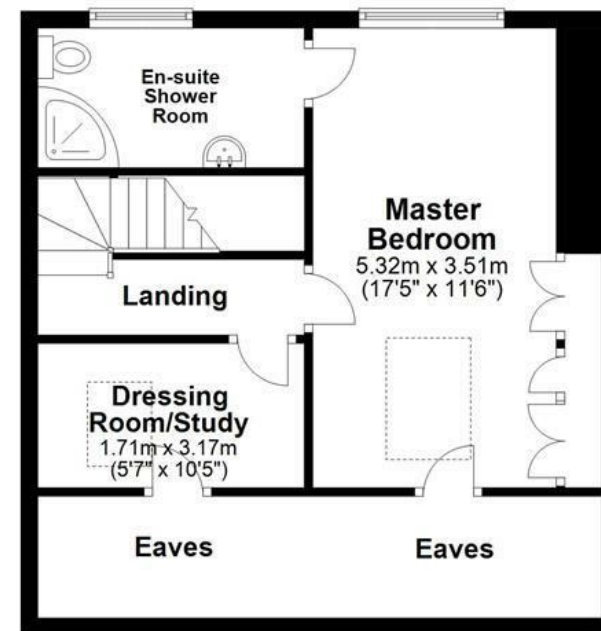 En-suite
Shower
Room
Master
Bedroom
5.32m x 3.51m
(17'5" x 11'6")
Landing
Dressing
Room/Study
1.71m x 3.17m
(5'7" x 10'5")
Eaves
Eaves